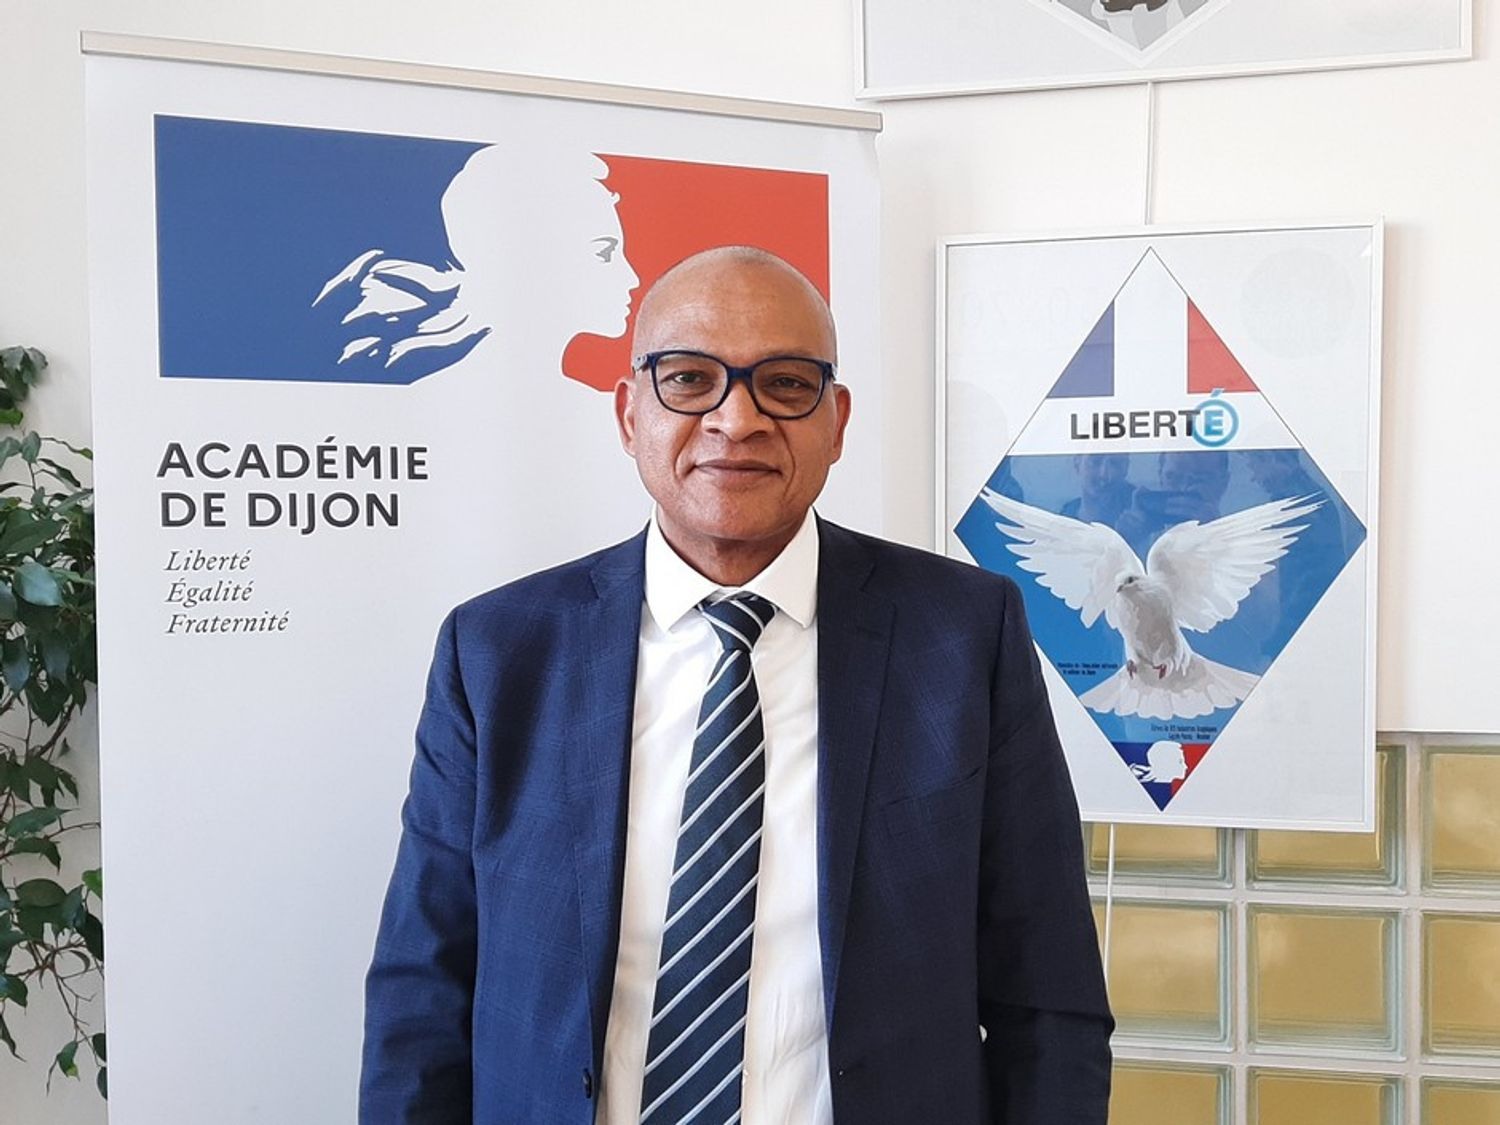 ACADÉMIE
DE DIJON
Liberté
Égalité
Fraternité
LIBERTÉ